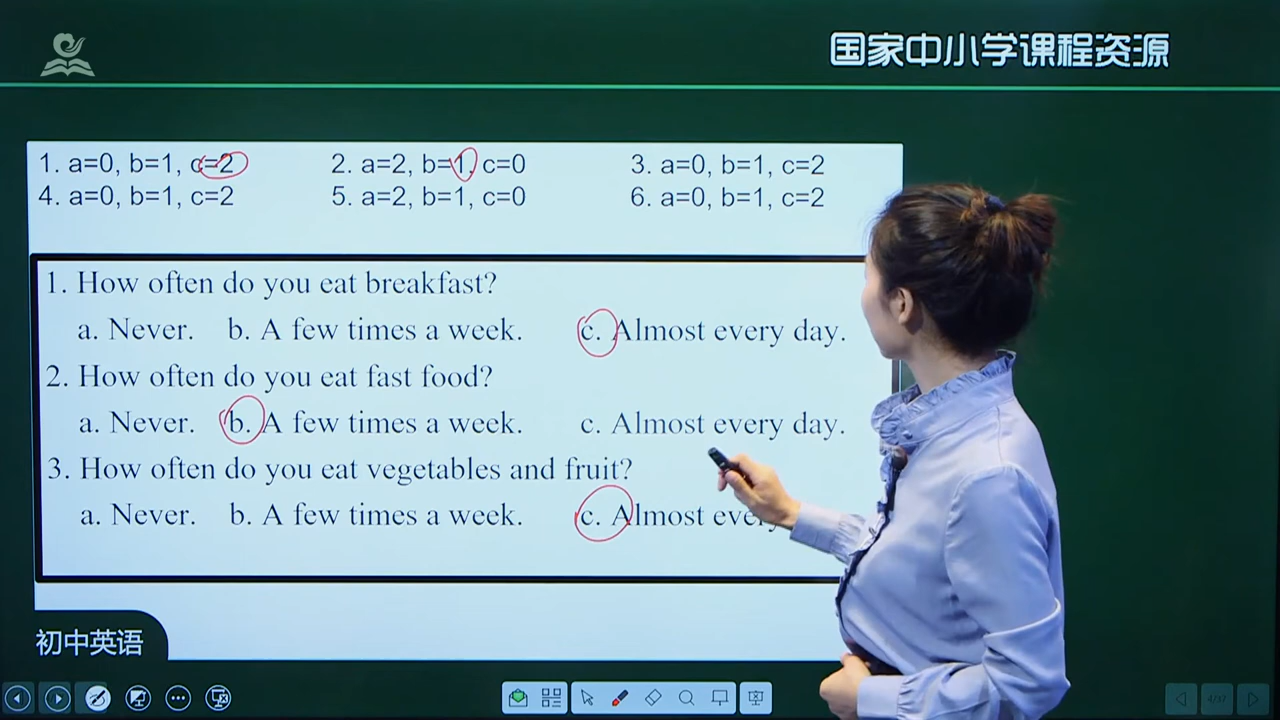 国家中小学课程资源
1. a=0, b=1, c=2 2. a=2, b=1, c=0 3. a=0, b=1, c=2
4. a=0, b=1, c=2 5. a=2, b=1, c=0 6. a=0, b=1, c=2
1. How often do you eat breakfast?
a. Never. b. A few times a week. c. Almost every day.
2. How often do you eat fast food?
a. Never. b. A few times a week. c. Almost every day.
3. How often do you eat vegetables and fruit?
a. Never. b. A few times a week. c. Almost every
初中英语
4/37